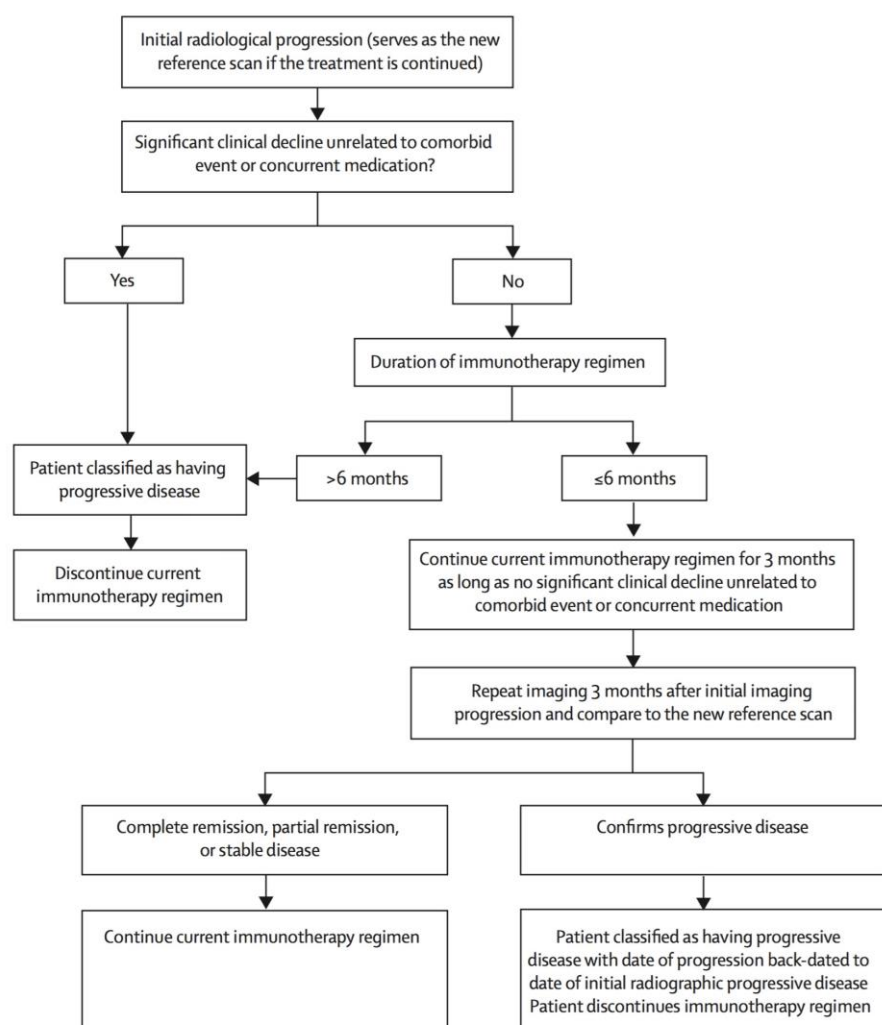 Initial radiological progression (serves as the new
reference scan if the treatment is continued)
Significant clinical decline unrelated to comorbid
event or concurrent medication?
Yes
No
Duration of immunotherapy regimen
Patient classified as having
progressive disease
>6 months
≤6 months
Discontinue current
immunotherapy regimen
Continue current immunotherapy regimen for 3 months
as long as no significant clinical decline unrelated to
comorbid event or concurrent medication
Repeat imaging 3 months after initial imaging
progression and compare to the new reference scan
Complete remission, partial remission,
or stable disease
Confirms progressive disease
Continue current immunotherapy regimen
Patient classified as having progressive
disease with date of progression back-dated to
date of initial radiographic progressive disease
Patient discontinues immunotherapy regimen